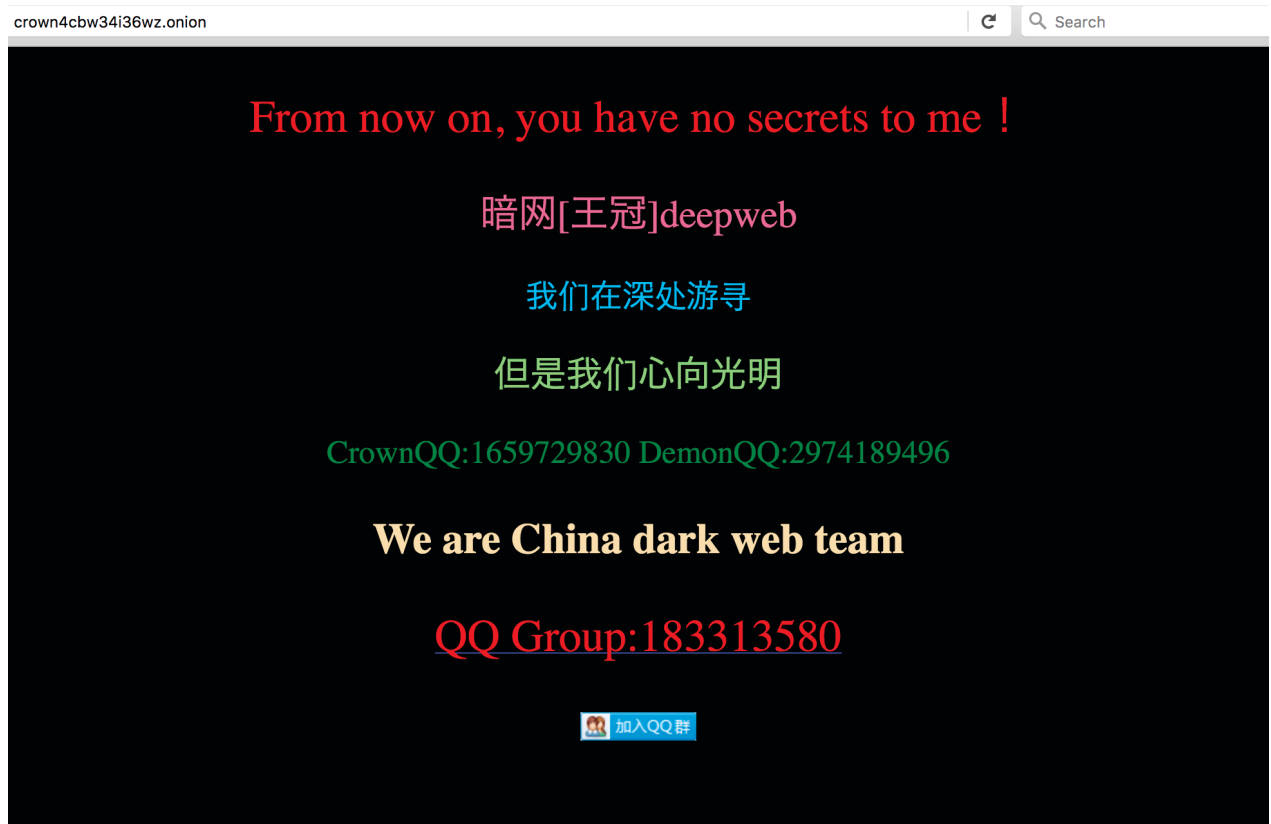 crown4cbw34i36wz.onion
Search
From now on, you have no secrets to me！
暗网[王冠]deepweb
我们在深处游寻
但是我们心向光明
CrownQQ:1659729830 DemonQQ:2974189496
We are China dark web team
QQ Group:183313580
加入QQ群